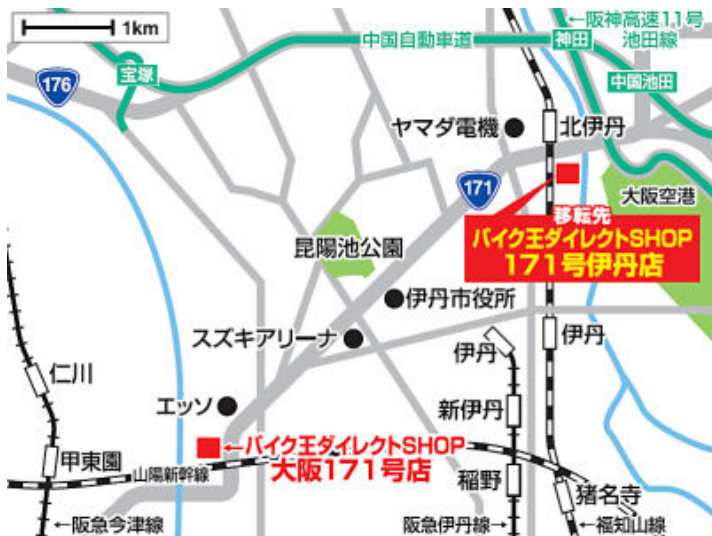 1km
←阪神高速11号
池田線
中国自動車道
神田
宝塚
176
中国池田
ヤマダ電機
北伊丹
171
大阪空港
移転先
バイク王ダイレクトSHOP
171号伊丹店
昆陽池公園
伊丹市役所
スズキアリーナ
伊丹
伊丹
仁川
エッソ
新伊丹
←バイク王ダイレクトSHOP
大阪171号店
甲東園
山陽新幹線
稲野
猪名寺
←阪急今津線
阪急伊丹線→
←福知山線